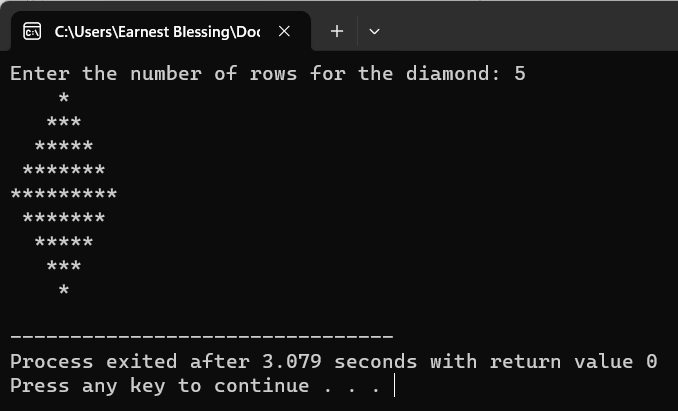 C:\Users\Earnest Blessing\Doc
Enter the number of rows for the diamond: 5
    *
   ***
  *****
 *******
*********
 *******
  *****
   ***
    *
--------------------------------
Process exited after 3.079 seconds with return value 0
Press any key to continue . . .